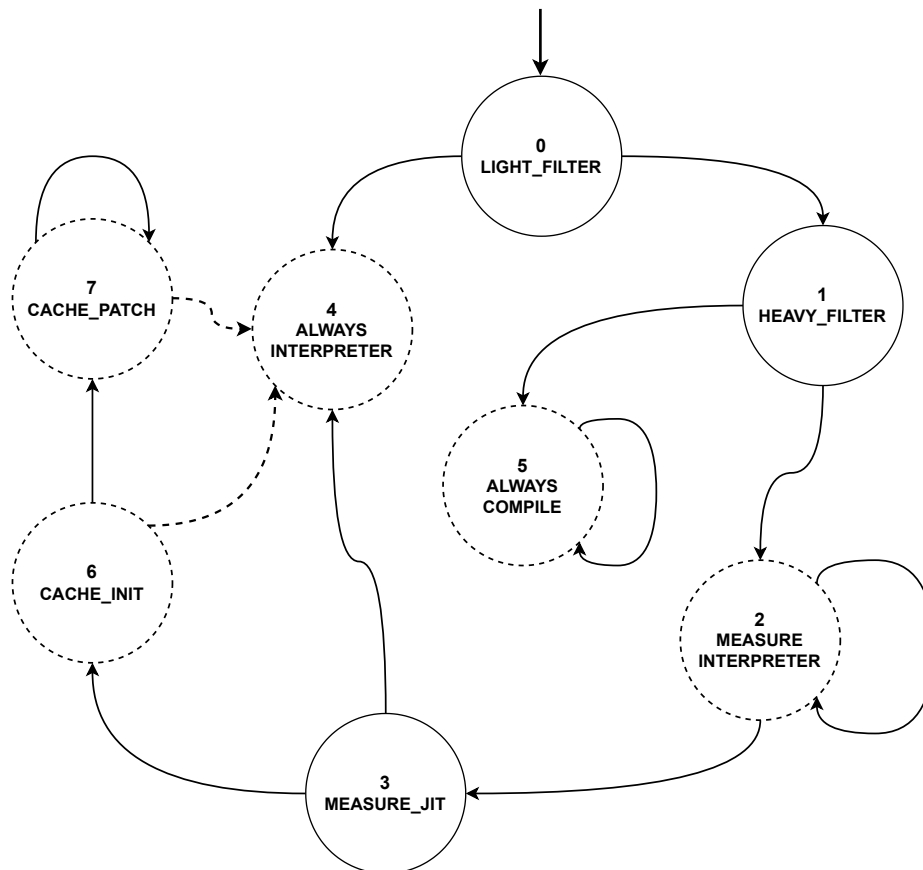 0
LIGHT_FILTER
7
CACHE_PATCH
4
ALWAYS
INTERPRETER
1
HEAVY_FILTER
5
ALWAYS
COMPILE
6
CACHE_INIT
2
MEASURE
INTERPRETER
3
MEASURE_JIT